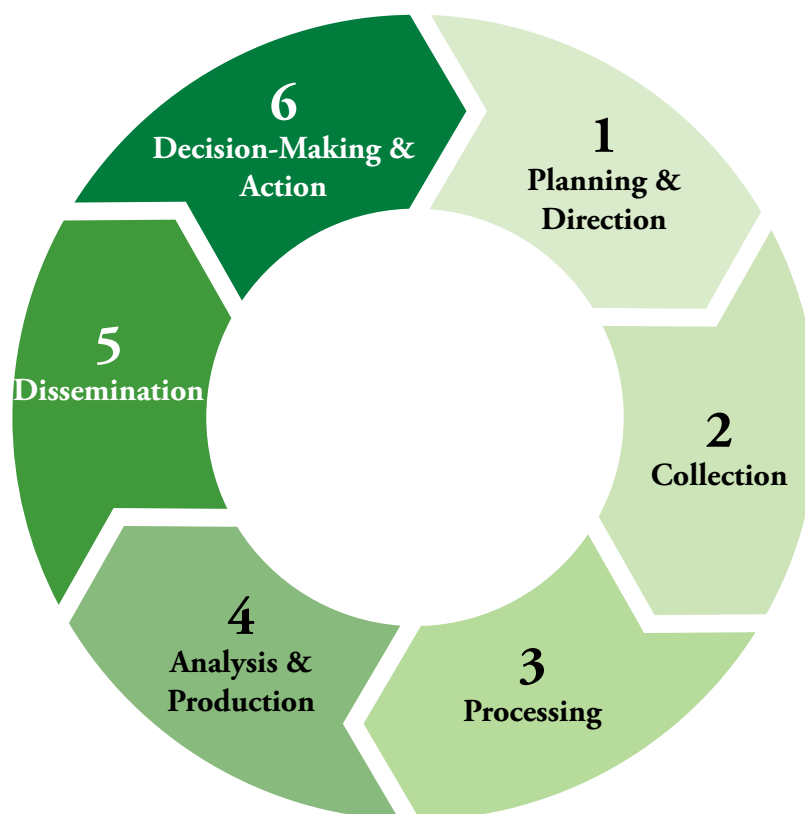 1
Planning &
Direction
2
Collection
3
Processing
4
Analysis &
Production
5
Dissemination
6
Decision-Making &
Action